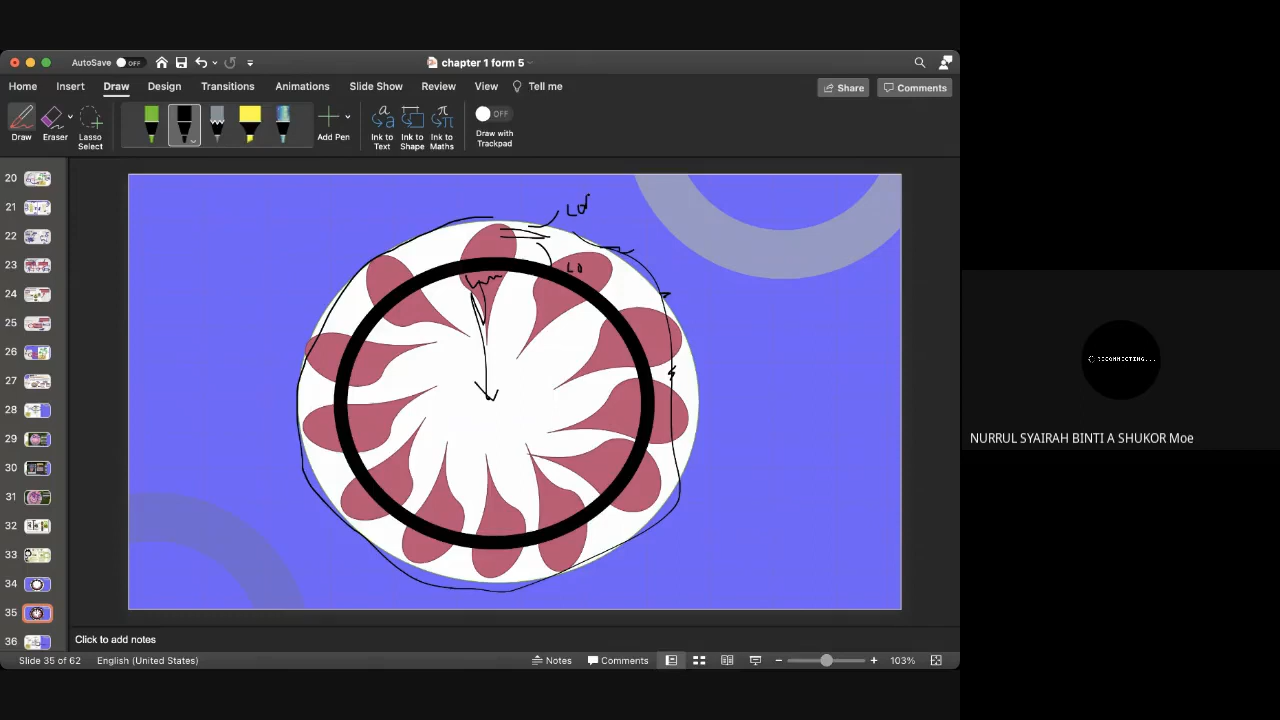 AutoSave OFF
chapter 1 form 5
Home Insert Draw Design Transitions Animations Slide Show Review View Tell me
Share Comments
Draw Eraser Lasso Select Add Pen Ink to Text Ink to Shape Ink to Maths Draw with Trackpad OFF
20
21
22
23
24
25
26
27
28
29
30
31
32
33
34
35
36
LO
Click to add notes
Slide 35 of 62 English (United States) Notes Comments 103%
RECONNECTING...
NURRUL SYAIRAH BINTI A SHUKOR Moe